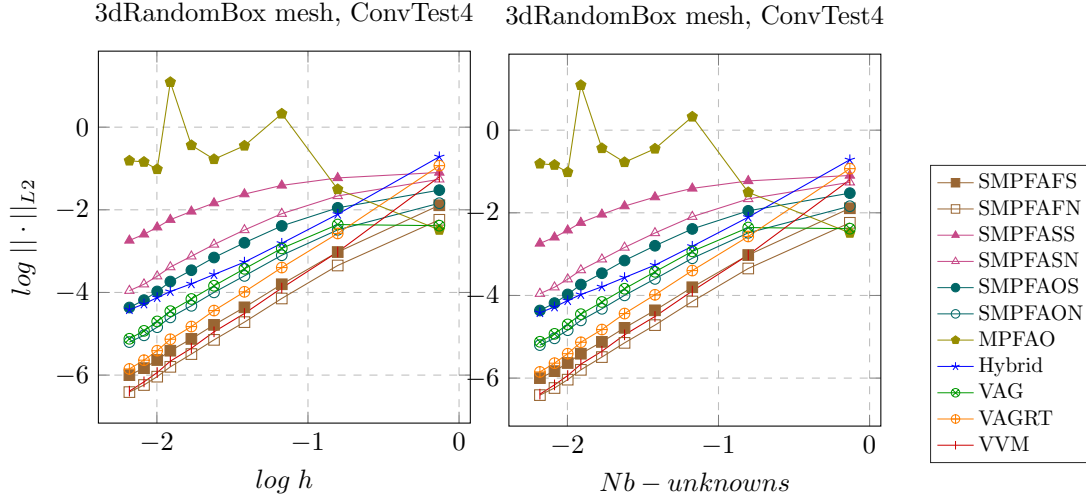 3dRandomBox mesh, ConvTest4
3dRandomBox mesh, ConvTest4
0
−2
−4
−6
log || · ||_{L2}
−2 −1 0
log h
0
−2
−4
−6
−2 −1 0
Nb − unknowns
SMPFAFS
SMPFAFN
SMPFASS
SMPFASN
SMPFAOS
SMPFAON
MPFAO
Hybrid
VAG
VAGRT
VVM